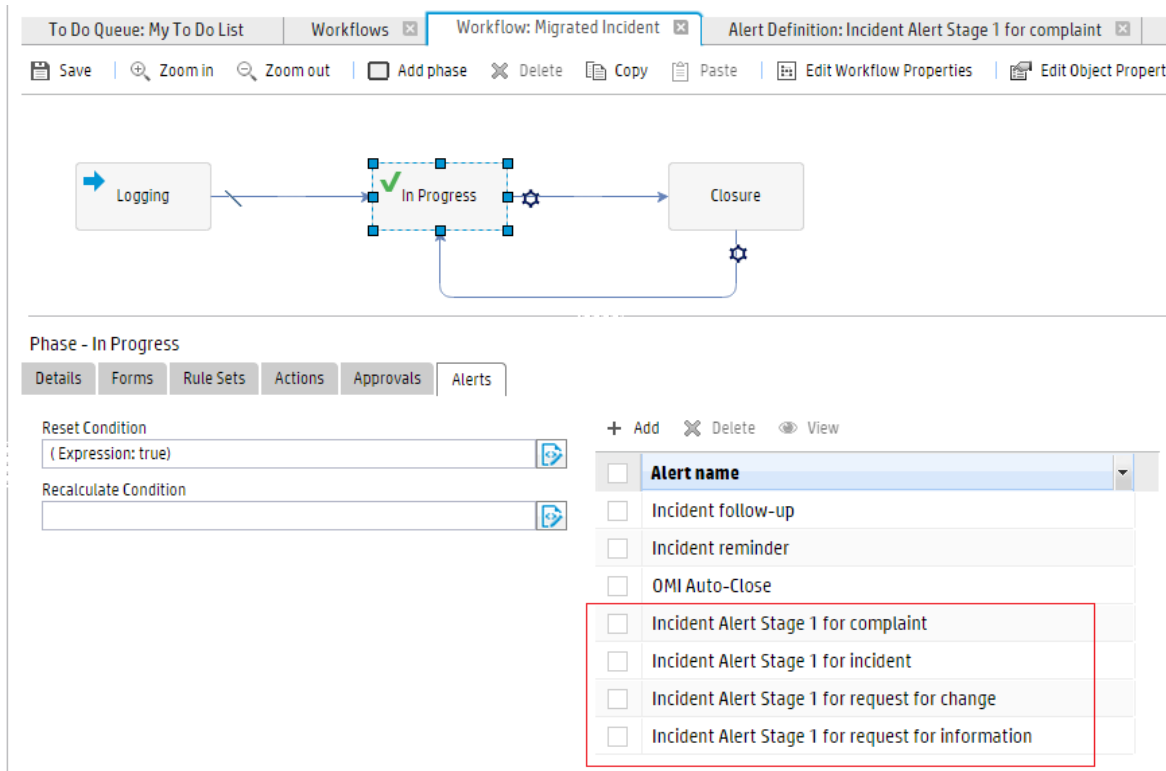 To Do Queue: My To Do List Workflows Workflow: Migrated Incident Alert Definition: Incident Alert Stage 1 for complaint
Save Zoom in Zoom out Add phase Delete Copy Paste Edit Workflow Properties Edit Object Propert
Logging In Progress Closure
Phase - In Progress
Details Forms Rule Sets Actions Approvals Alerts
Reset Condition
( Expression: true)
Recalculate Condition
Add Delete View
Alert name
Incident follow-up
Incident reminder
OMI Auto-Close
Incident Alert Stage 1 for complaint
Incident Alert Stage 1 for incident
Incident Alert Stage 1 for request for change
Incident Alert Stage 1 for request for information